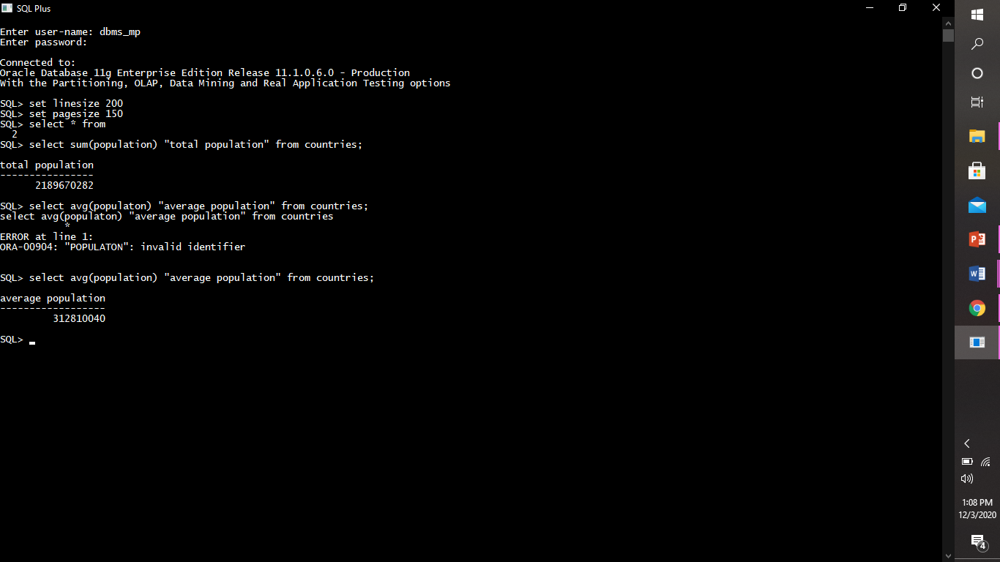 SQL Plus
Enter user-name: dbms_mp
Enter password:
Connected to:
Oracle Database 11g Enterprise Edition Release 11.1.0.6.0 - Production
With the Partitioning, OLAP, Data Mining and Real Application Testing options
SQL> set linesize 200
SQL> set pagesize 150
SQL> select * from
  2
SQL> select sum(population) "total population" from countries;
total population
----------------
      2189670282
SQL> select avg(populaton) "average population" from countries;
select avg(populaton) "average population" from countries
           *
ERROR at line 1:
ORA-00904: "POPULATON": invalid identifier
SQL> select avg(population) "average population" from countries;
average population
------------------
         312810040
SQL>
1:08 PM
12/3/2020
4